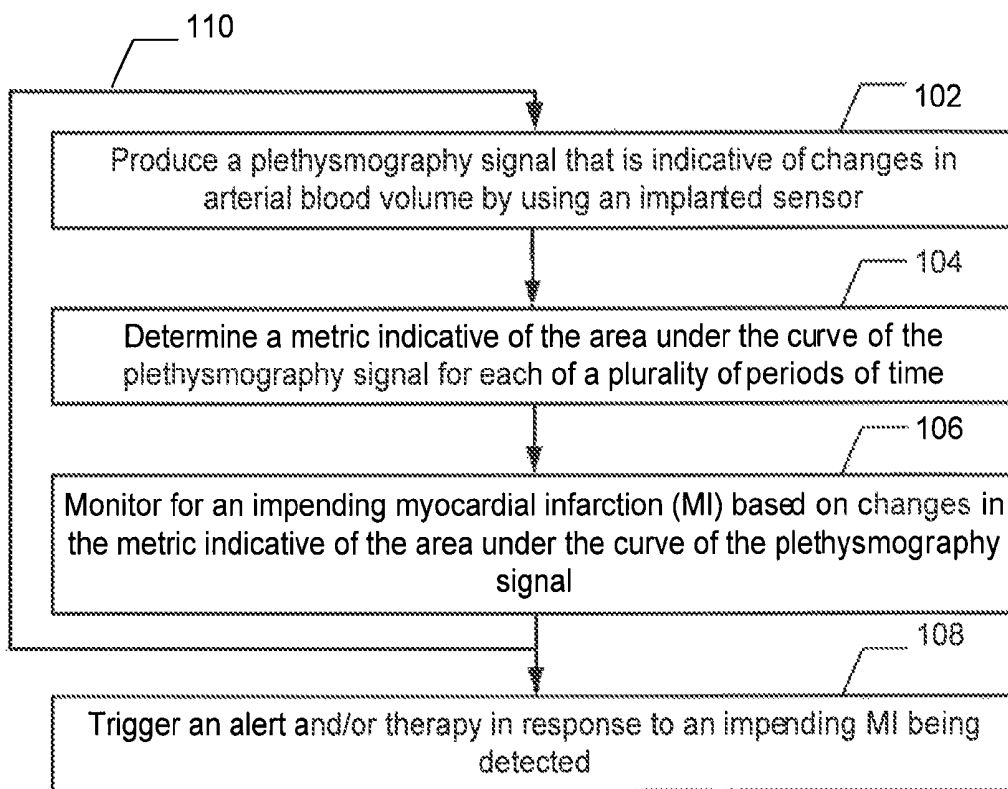 110
102
Produce a plethysmography signal that is indicative of changes in
arterial blood volume by using an implanted sensor
104
Determine a metric indicative of the area under the curve of the
plethysmography signal for each of a plurality of periods of time
106
Monitor for an impending myocardial infarction (MI) based on changes in
the metric indicative of the area under the curve of the plethysmography
signal
108
Trigger an alert and/or therapy in response to an impending MI being
detected